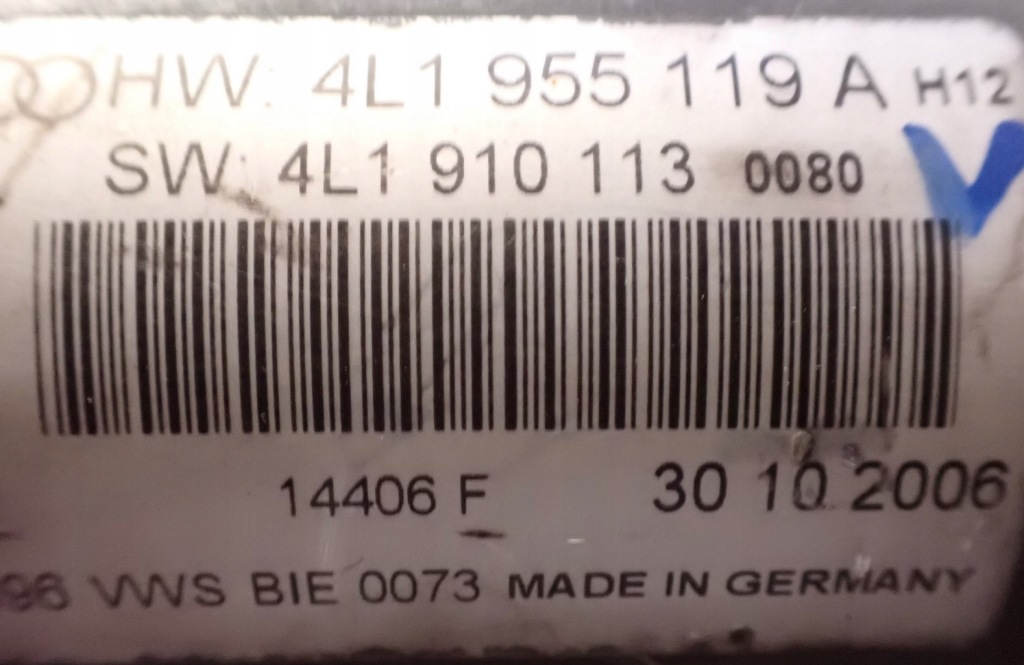 HW: 4L1 955 119 A H12
SW: 4L1 910 113 0080
14406 F 30 10 2006
96 VWS BIE 0073 MADE IN GERMANY